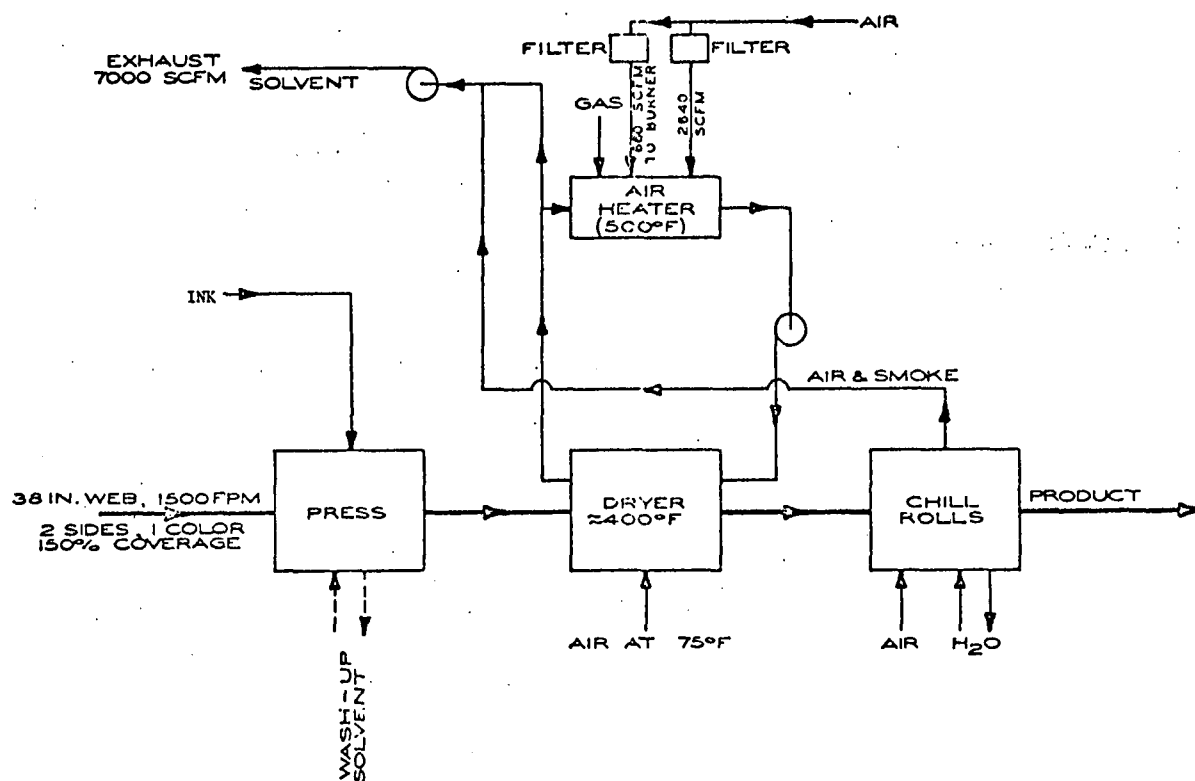 AIR
FILTER
FILTER
EXHAUST
7000 SCFM
SOLVENT
GAS
660 SCFM
TO BURNER
2640
SCFM
AIR
HEATER
(500°F)
INK
AIR & SMOKE
38 IN. WEB, 1500 FPM
2 SIDES, 1 COLOR
150% COVERAGE
PRESS
DRYER
≈400°F
CHILL
ROLLS
PRODUCT
WASH-UP
SOLVENT
AIR AT 75°F
AIR
H2O